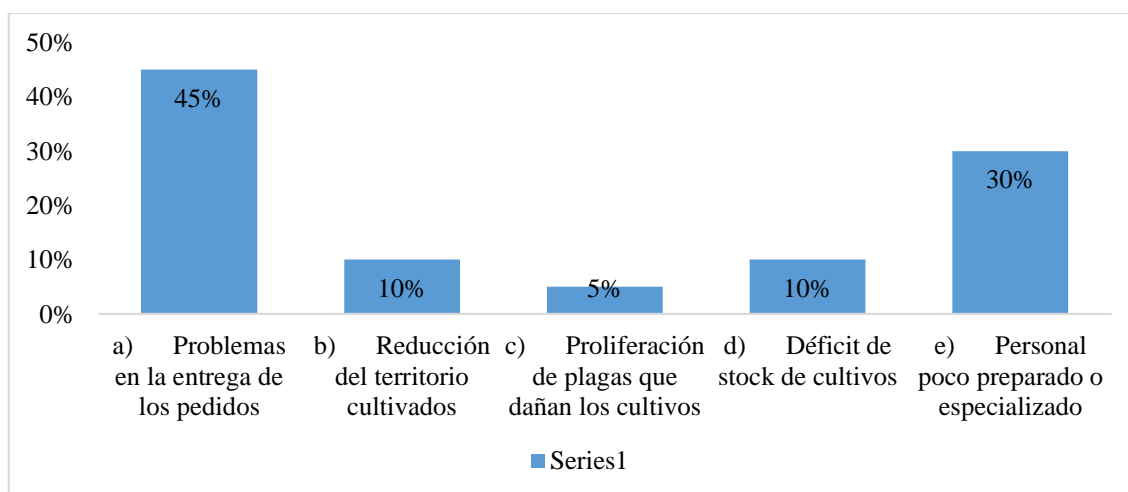 50%
40%
30%
20%
10%
0%
45%
10%
5%
10%
30%
a) Problemas
en la entrega de
los pedidos
b) Reducción
del territorio
cultivados
c) Proliferación
de plagas que
dañan los cultivos
d) Déficit de
stock de cultivos
e) Personal
poco preparado o
especializado
Series1